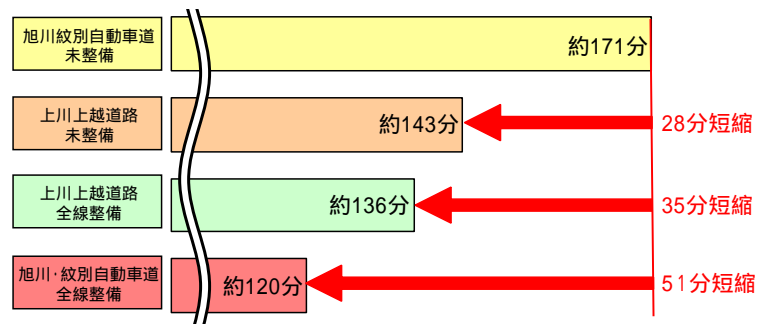 旭川紋別自動車道
未整備
約171分
上川上越道路
未整備
約143分
28分短縮
上川上越道路
全線整備
約136分
35分短縮
旭川・紋別自動車道
全線整備
約120分
51分短縮